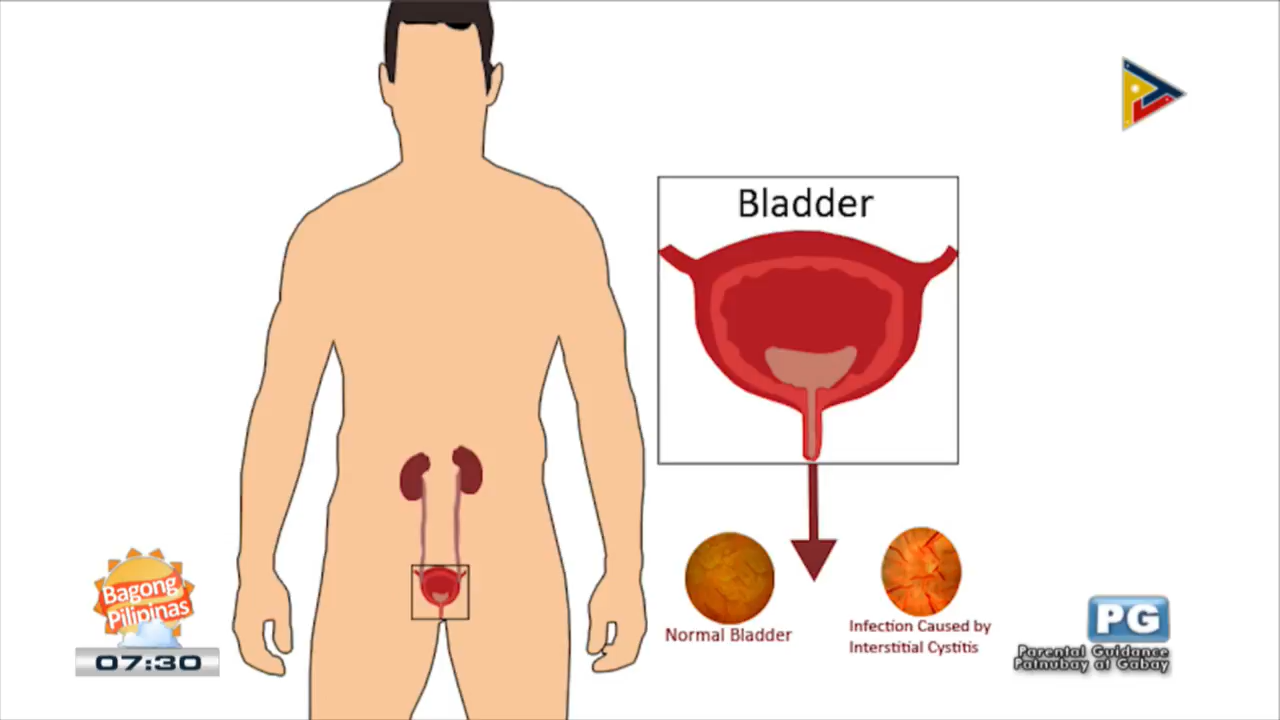 Bladder
Normal Bladder
Infection Caused by
Interstitial Cystitis
Bagong
Pilipinas
07:30
PG
Parental Guidance
Patnubay at Gabay